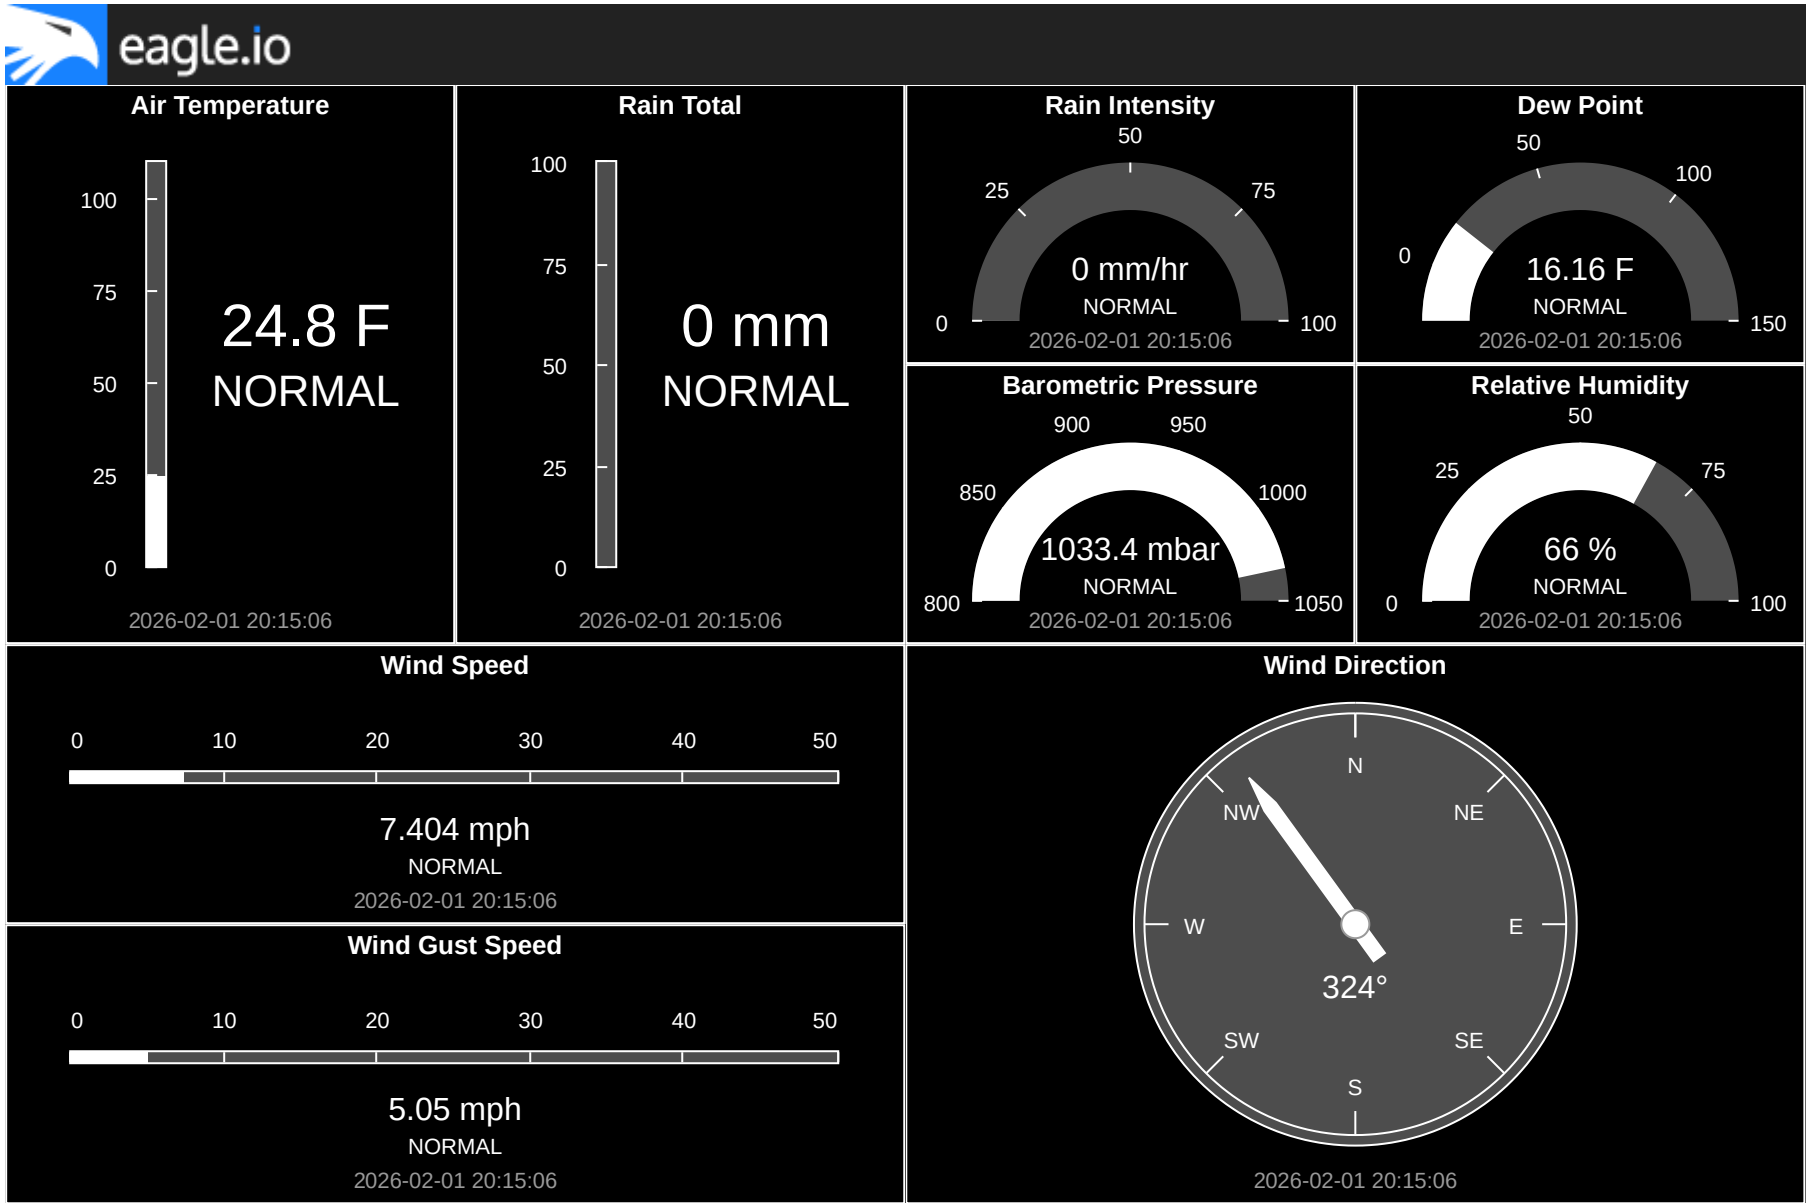 eagle.io
Air Temperature
100
75
50
25
0
24.8 F
NORMAL
2026-02-01 20:15:06
Rain Total
100
75
50
25
0
0 mm
NORMAL
2026-02-01 20:15:06
Rain Intensity
50
25
75
0
100
0 mm/hr
NORMAL
2026-02-01 20:15:06
Dew Point
50
100
0
150
16.16 F
NORMAL
2026-02-01 20:15:06
Barometric Pressure
900
950
850
1000
800
1050
1033.4 mbar
NORMAL
2026-02-01 20:15:06
Relative Humidity
50
25
75
0
100
66 %
NORMAL
2026-02-01 20:15:06
Wind Speed
0 10 20 30 40 50
7.404 mph
NORMAL
2026-02-01 20:15:06
Wind Gust Speed
0 10 20 30 40 50
5.05 mph
NORMAL
2026-02-01 20:15:06
Wind Direction
N
NW
NE
W
E
324°
SW
SE
S
2026-02-01 20:15:06